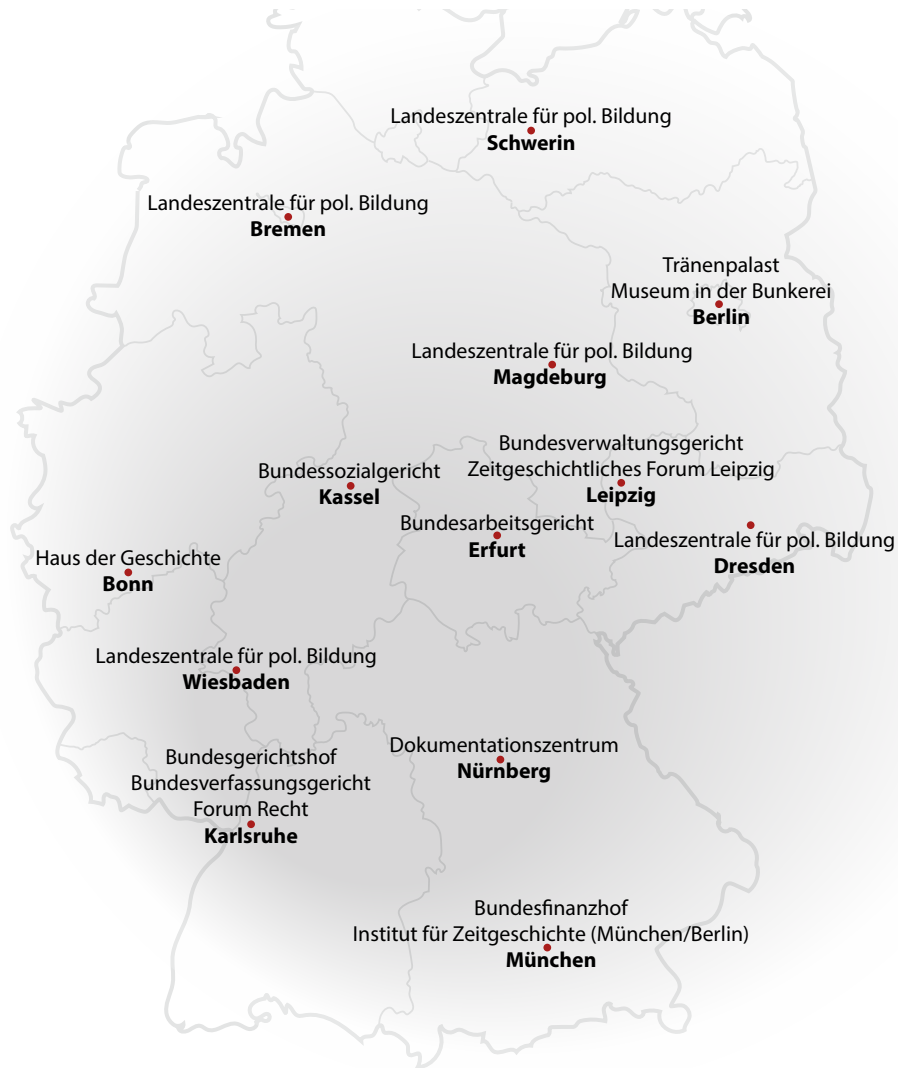 Landeszentrale für pol. Bildung
Schwerin
Landeszentrale für pol. Bildung
Bremen
Tränenpalast
Museum in der Bunkerei
Berlin
Landeszentrale für pol. Bildung
Magdeburg
Bundesverwaltungsgericht
Zeitgeschichtliches Forum Leipzig
Leipzig
Bundessozialgericht
Kassel
Bundesarbeitsgericht
Erfurt
Landeszentrale für pol. Bildung
Dresden
Haus der Geschichte
Bonn
Landeszentrale für pol. Bildung
Wiesbaden
Dokumentationszentrum
Nürnberg
Bundesgerichtshof
Bundesverfassungsgericht
Forum Recht
Karlsruhe
Bundesfinanzhof
Institut für Zeitgeschichte (München/Berlin)
München